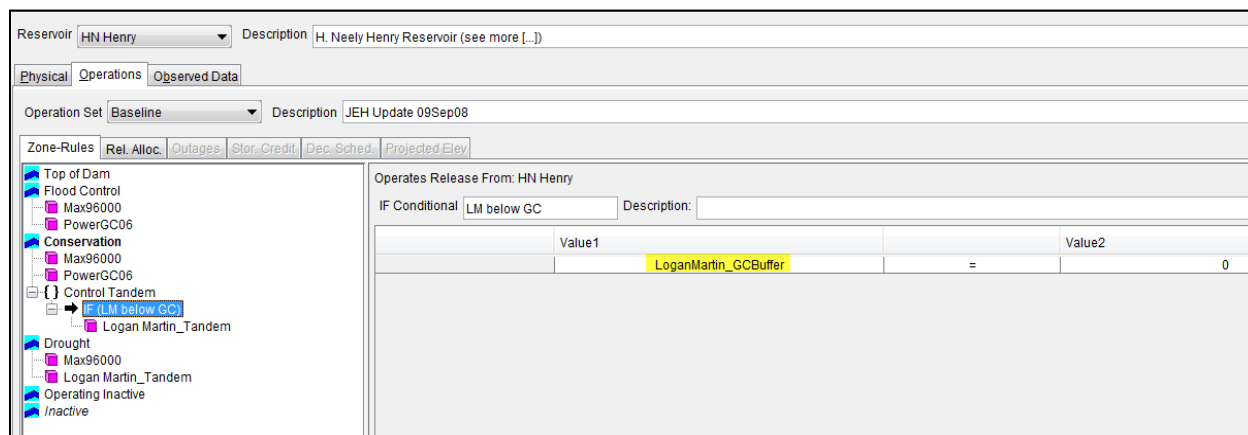 Reservoir HN Henry Description H. Neely Henry Reservoir (see more [...])
Physical Operations Observed Data
Operation Set Baseline Description JEH Update 09Sep08
Zone-Rules Rel. Alloc. Outages Stor. Credit Dec. Sched. Projected Elev
Top of Dam
Flood Control
Max96000
PowerGC06
Conservation
Max96000
PowerGC06
{ } Control Tandem
IF (LM below GC)
Logan Martin_Tandem
Drought
Max96000
Logan Martin_Tandem
Operating Inactive
Inactive
Operates Release From: HN Henry
IF Conditional LM below GC Description:
Value1 Value2
LoganMartin_GCBuffer = 0